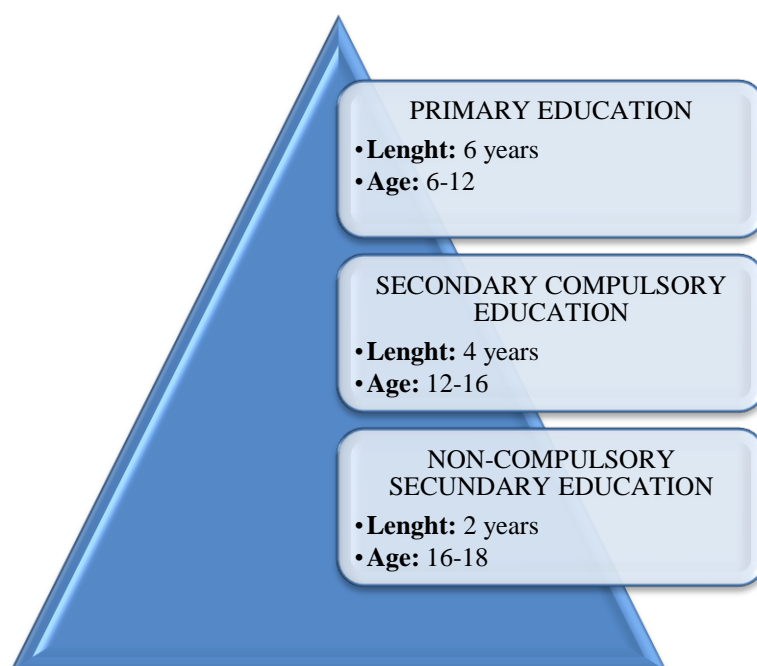 PRIMARY EDUCATION
•Lenght: 6 years
•Age: 6-12
SECONDARY COMPULSORY
EDUCATION
•Lenght: 4 years
•Age: 12-16
NON-COMPULSORY
SECUNDARY EDUCATION
•Lenght: 2 years
•Age: 16-18